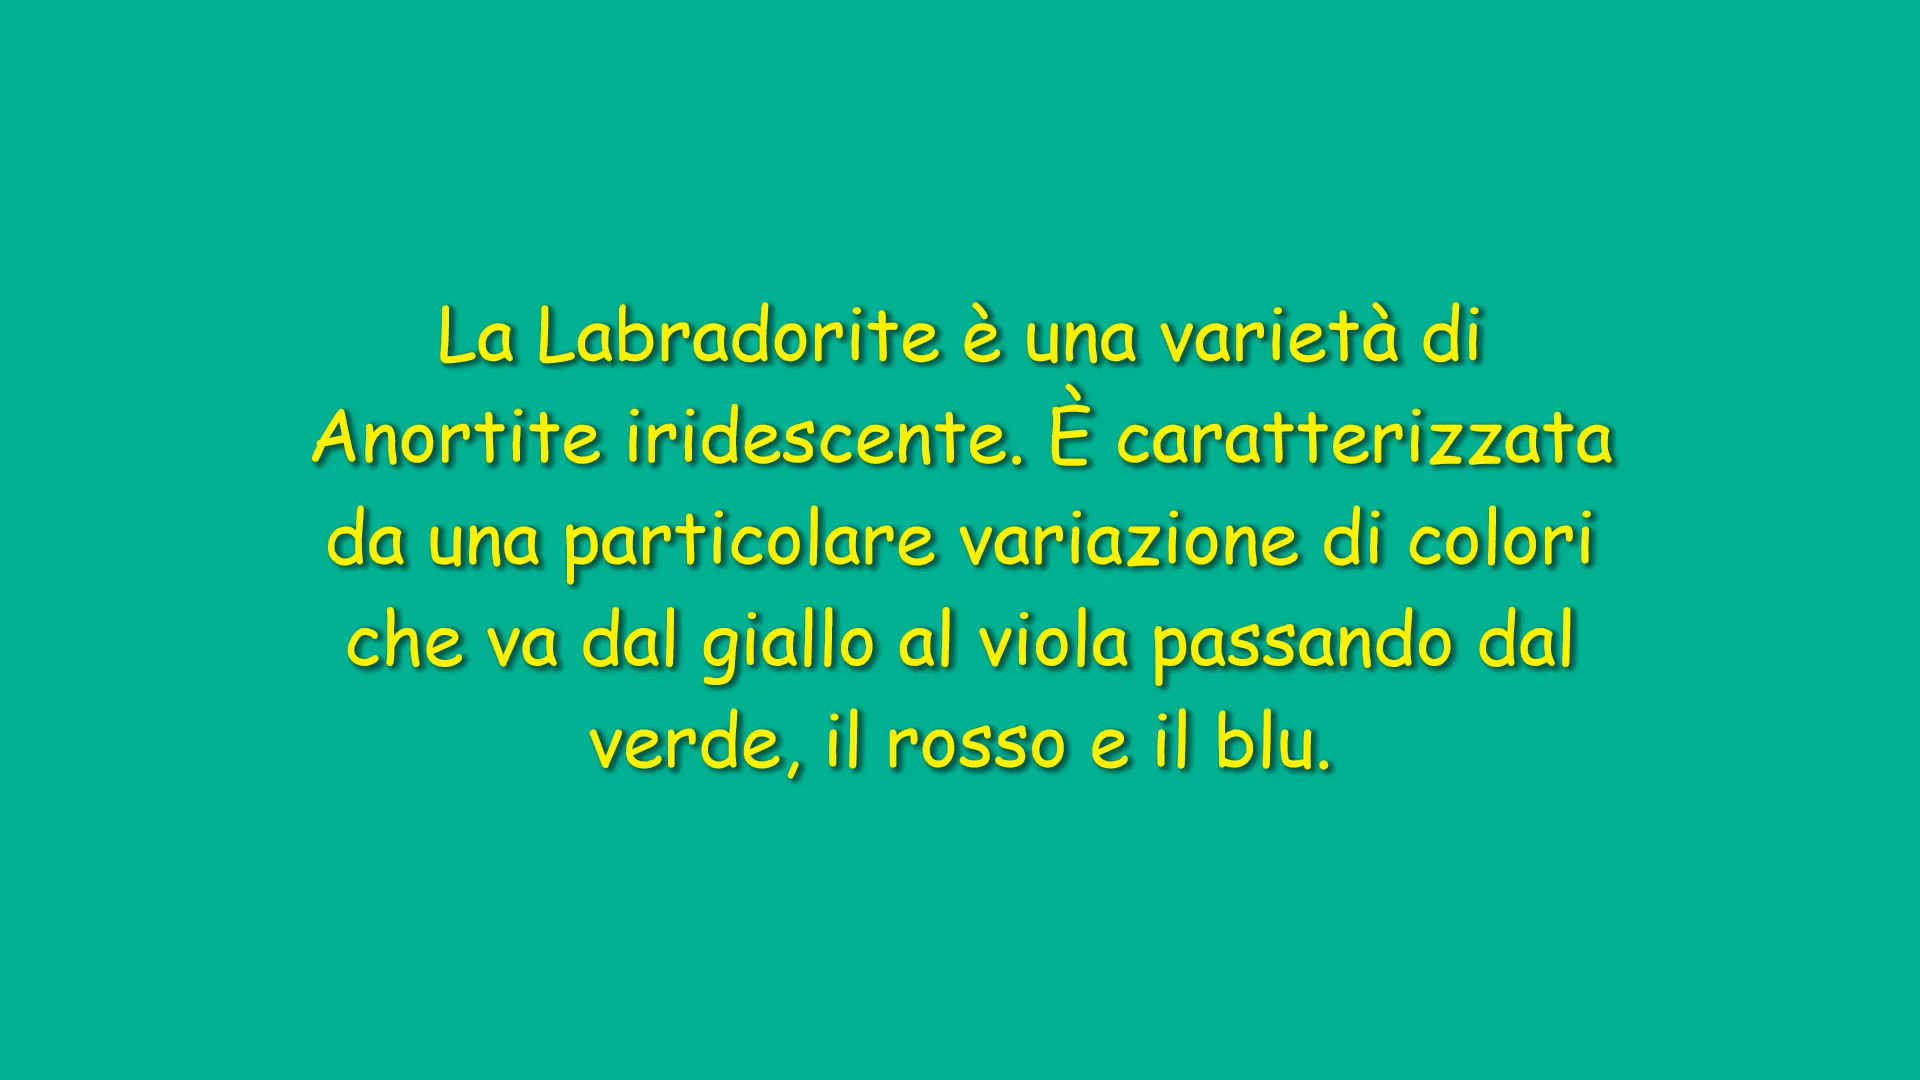 La Labradorite è una varietà di
Anortite iridescente. È caratterizzata
da una particolare variazione di colori
che va dal giallo al viola passando dal
verde, il rosso e il blu.